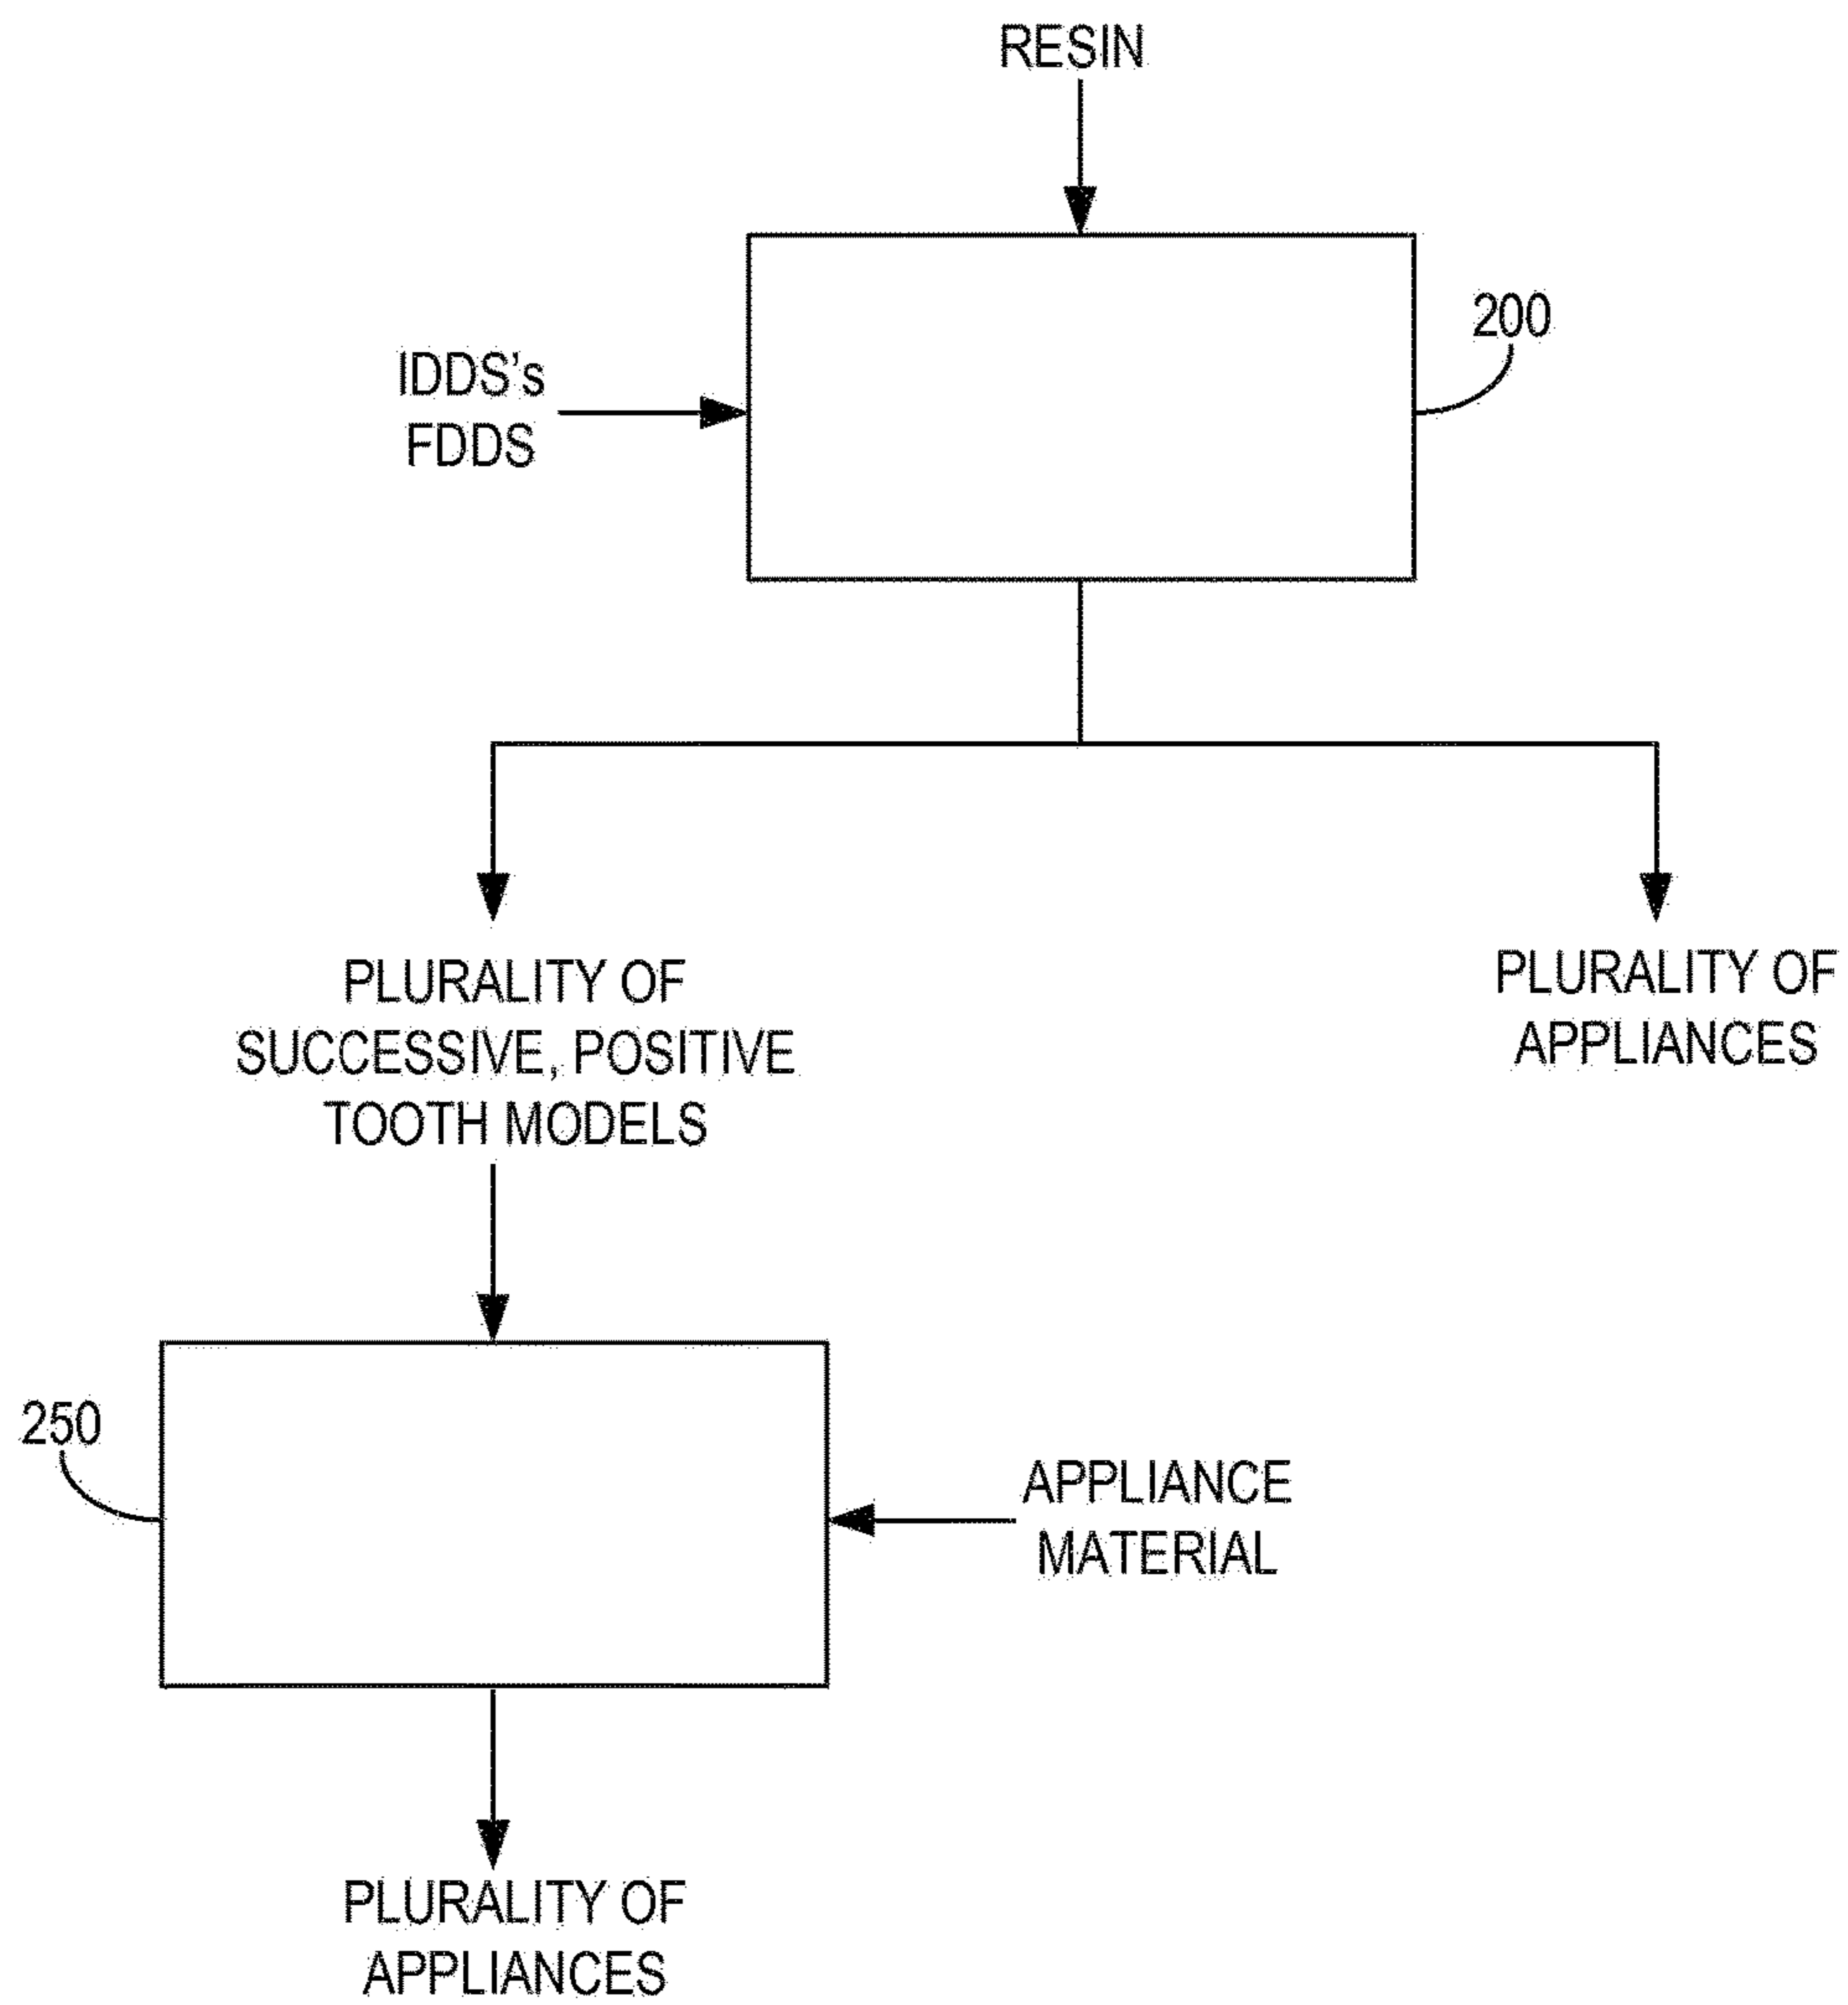 RESIN
200
IDDS's
FDDS
PLURALITY OF
SUCCESSIVE, POSITIVE
TOOTH MODELS
PLURALITY OF
APPLIANCES
250
APPLIANCE
MATERIAL
PLURALITY OF
APPLIANCES